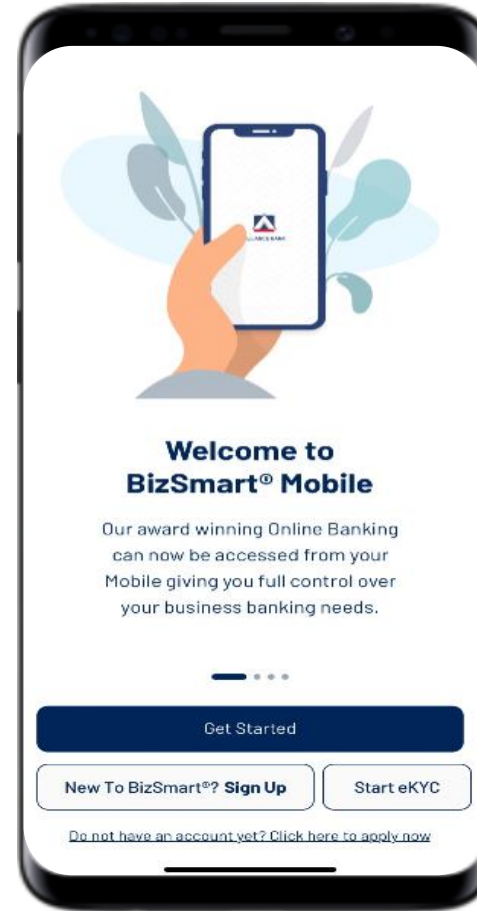 ALLIANCE BANK
Welcome to
BizSmart® Mobile
Our award winning Online Banking
can now be accessed from your
Mobile giving you full control over
your business banking needs.
Get Started
New To BizSmart®? Sign Up
Start eKYC
Do not have an account yet? Click here to apply now